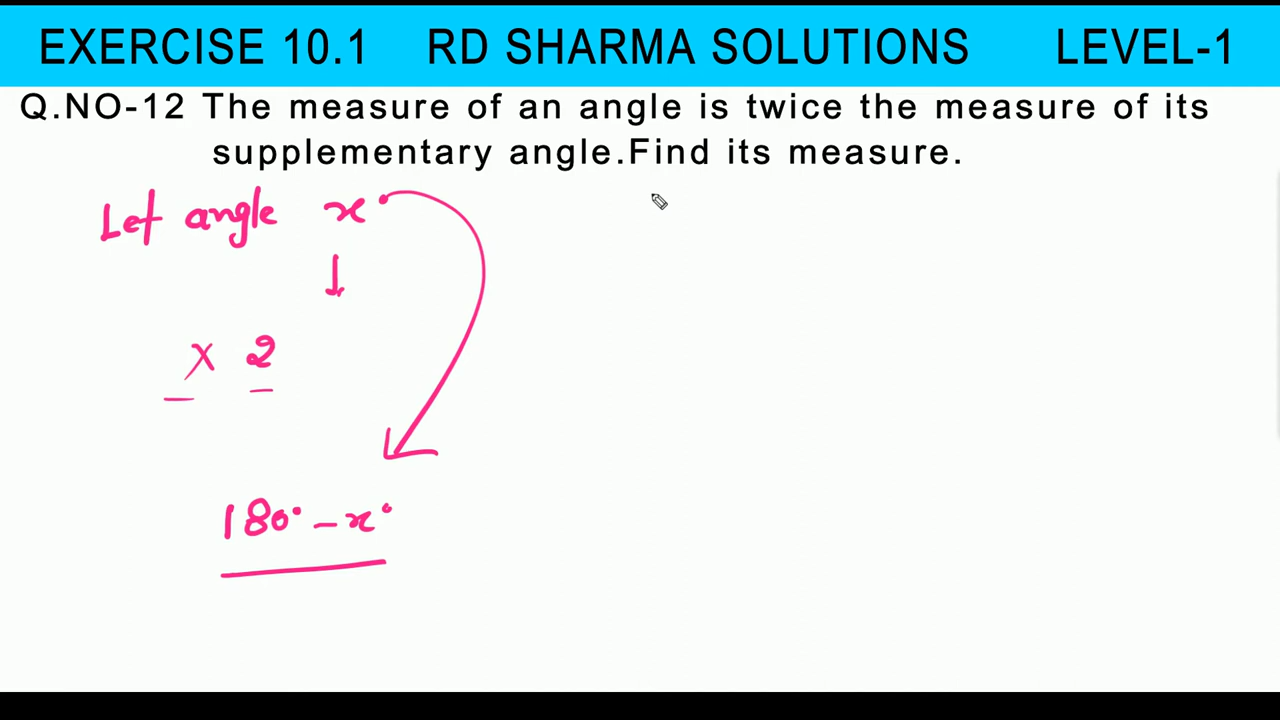 EXERCISE 10.1 RD SHARMA SOLUTIONS LEVEL-1
Q.NO-12 The measure of an angle is twice the measure of its
supplementary angle.Find its measure.
Let angle x°
x 2
180° - x°